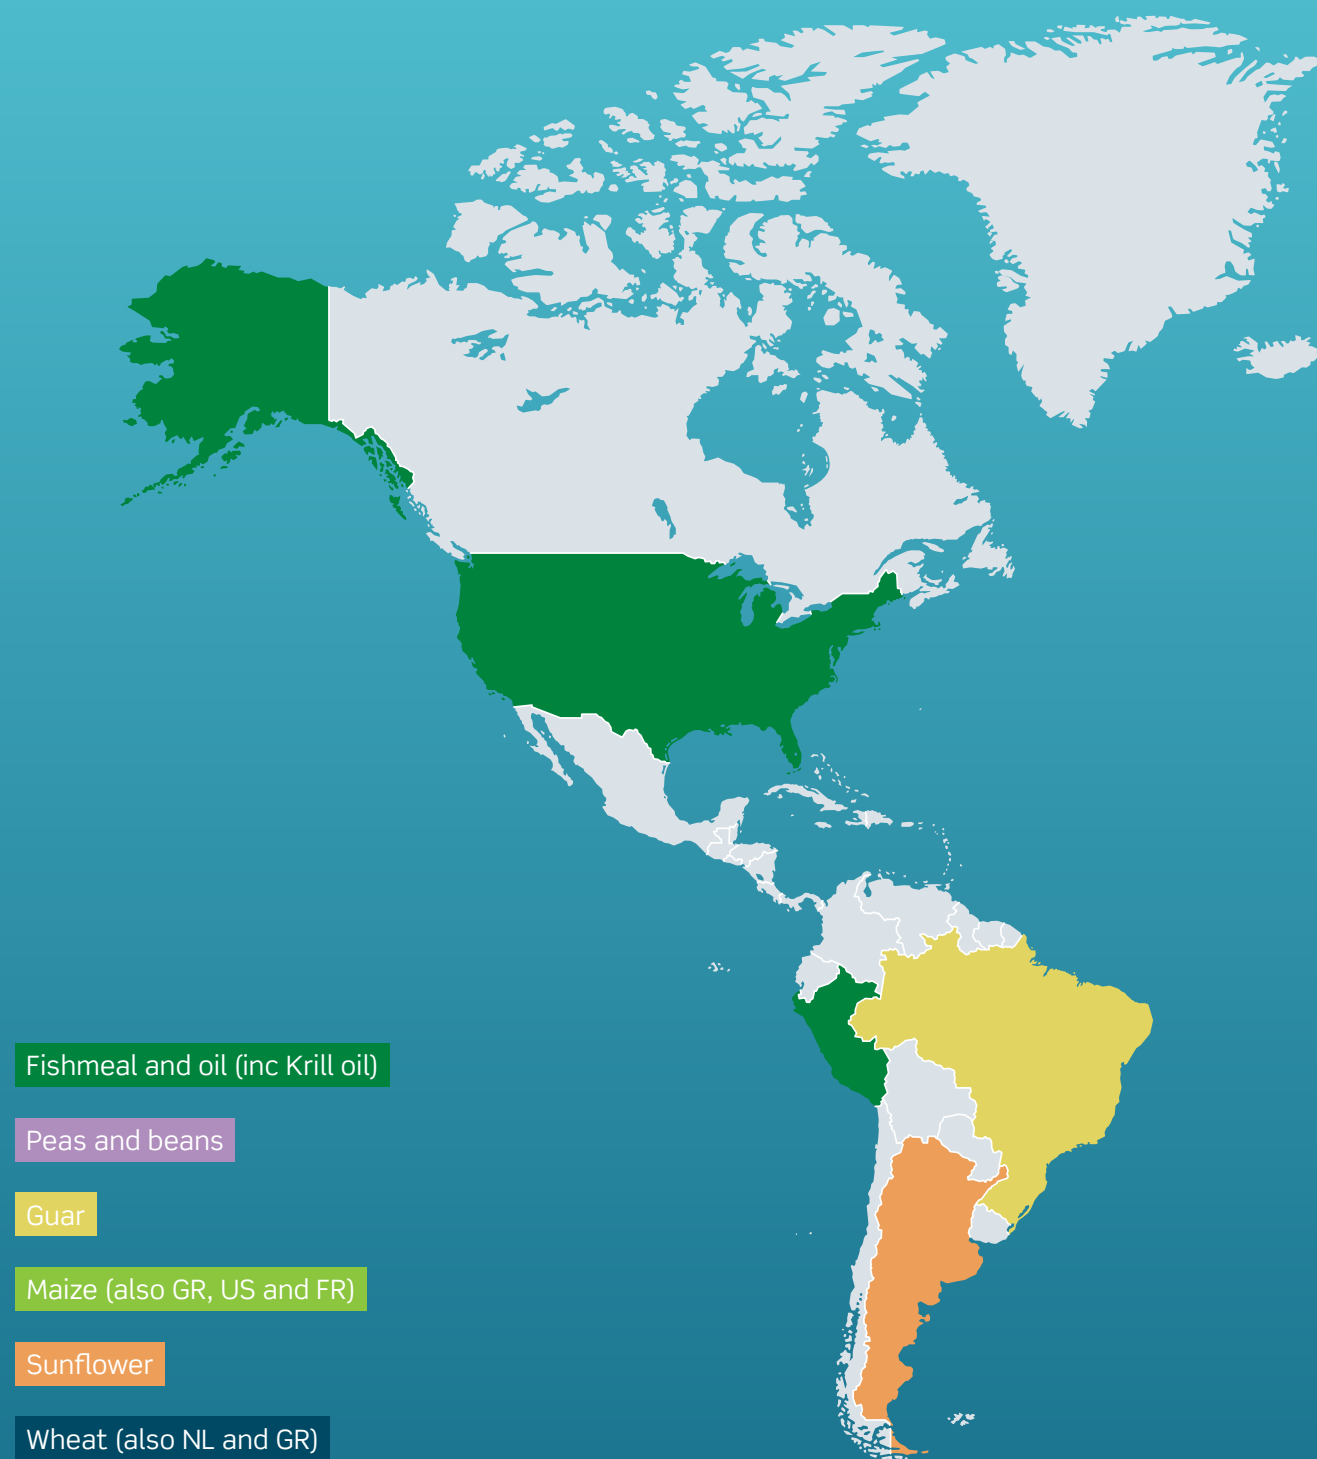 Fishmeal and oil (inc Krill oil)
Peas and beans
Guar
Maize (also GR, US and FR)
Sunflower
Wheat (also NL and GR)